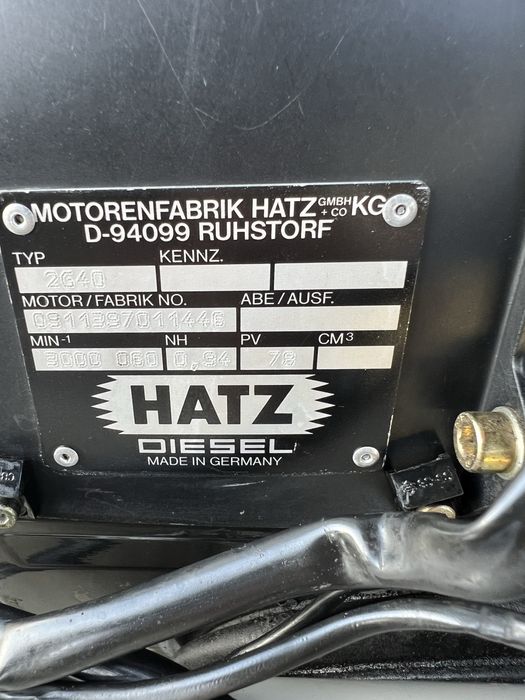 MOTORENFABRIK HATZ GMBH + CO KG
D-94099 RUHSTORF
TYP KENNZ.
2G40
MOTOR/FABRIK NO. ABE/AUSF.
0911397011446
MIN-1 NH PV CM3
3000 060 0,94 78
HATZ
DIESEL
MADE IN GERMANY